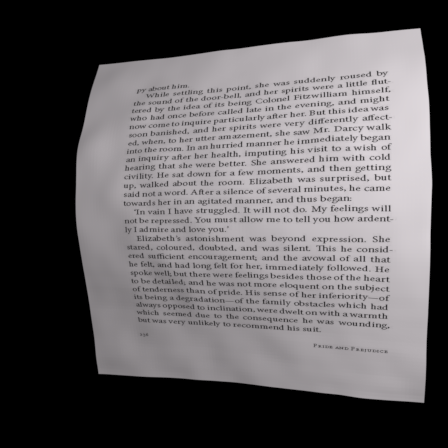 py about him.
While settling this point, she was suddenly roused by
the sound of the door-bell, and her spirits were a little flut-
tered by the idea of its being Colonel Fitzwilliam himself,
who had once before called late in the evening, and might
now come to inquire particularly after her. But this idea was
soon banished, and her spirits were very differently affect-
ed, when, to her utter amazement, she saw Mr. Darcy walk
into the room. In an hurried manner he immediately began
an inquiry after her health, imputing his visit to a wish of
hearing that she were better. She answered him with cold
civility. He sat down for a few moments, and then getting
up, walked about the room. Elizabeth was surprised, but
said not a word. After a silence of several minutes, he came
towards her in an agitated manner, and thus began:
'In vain I have struggled. It will not do. My feelings will
not be repressed. You must allow me to tell you how ardent-
ly I admire and love you.'
Elizabeth's astonishment was beyond expression. She
stared, coloured, doubted, and was silent. This he consid-
ered sufficient encouragement; and the avowal of all that
he felt, and had long felt for her, immediately followed. He
spoke well; but there were feelings besides those of the heart
to be detailed; and he was not more eloquent on the subject
of tenderness than of pride. His sense of her inferiority—of
its being a degradation—of the family obstacles which had
always opposed to inclination, were dwelt on with a warmth
which seemed due to the consequence he was wounding,
but was very unlikely to recommend his suit.
Pride and Prejudice